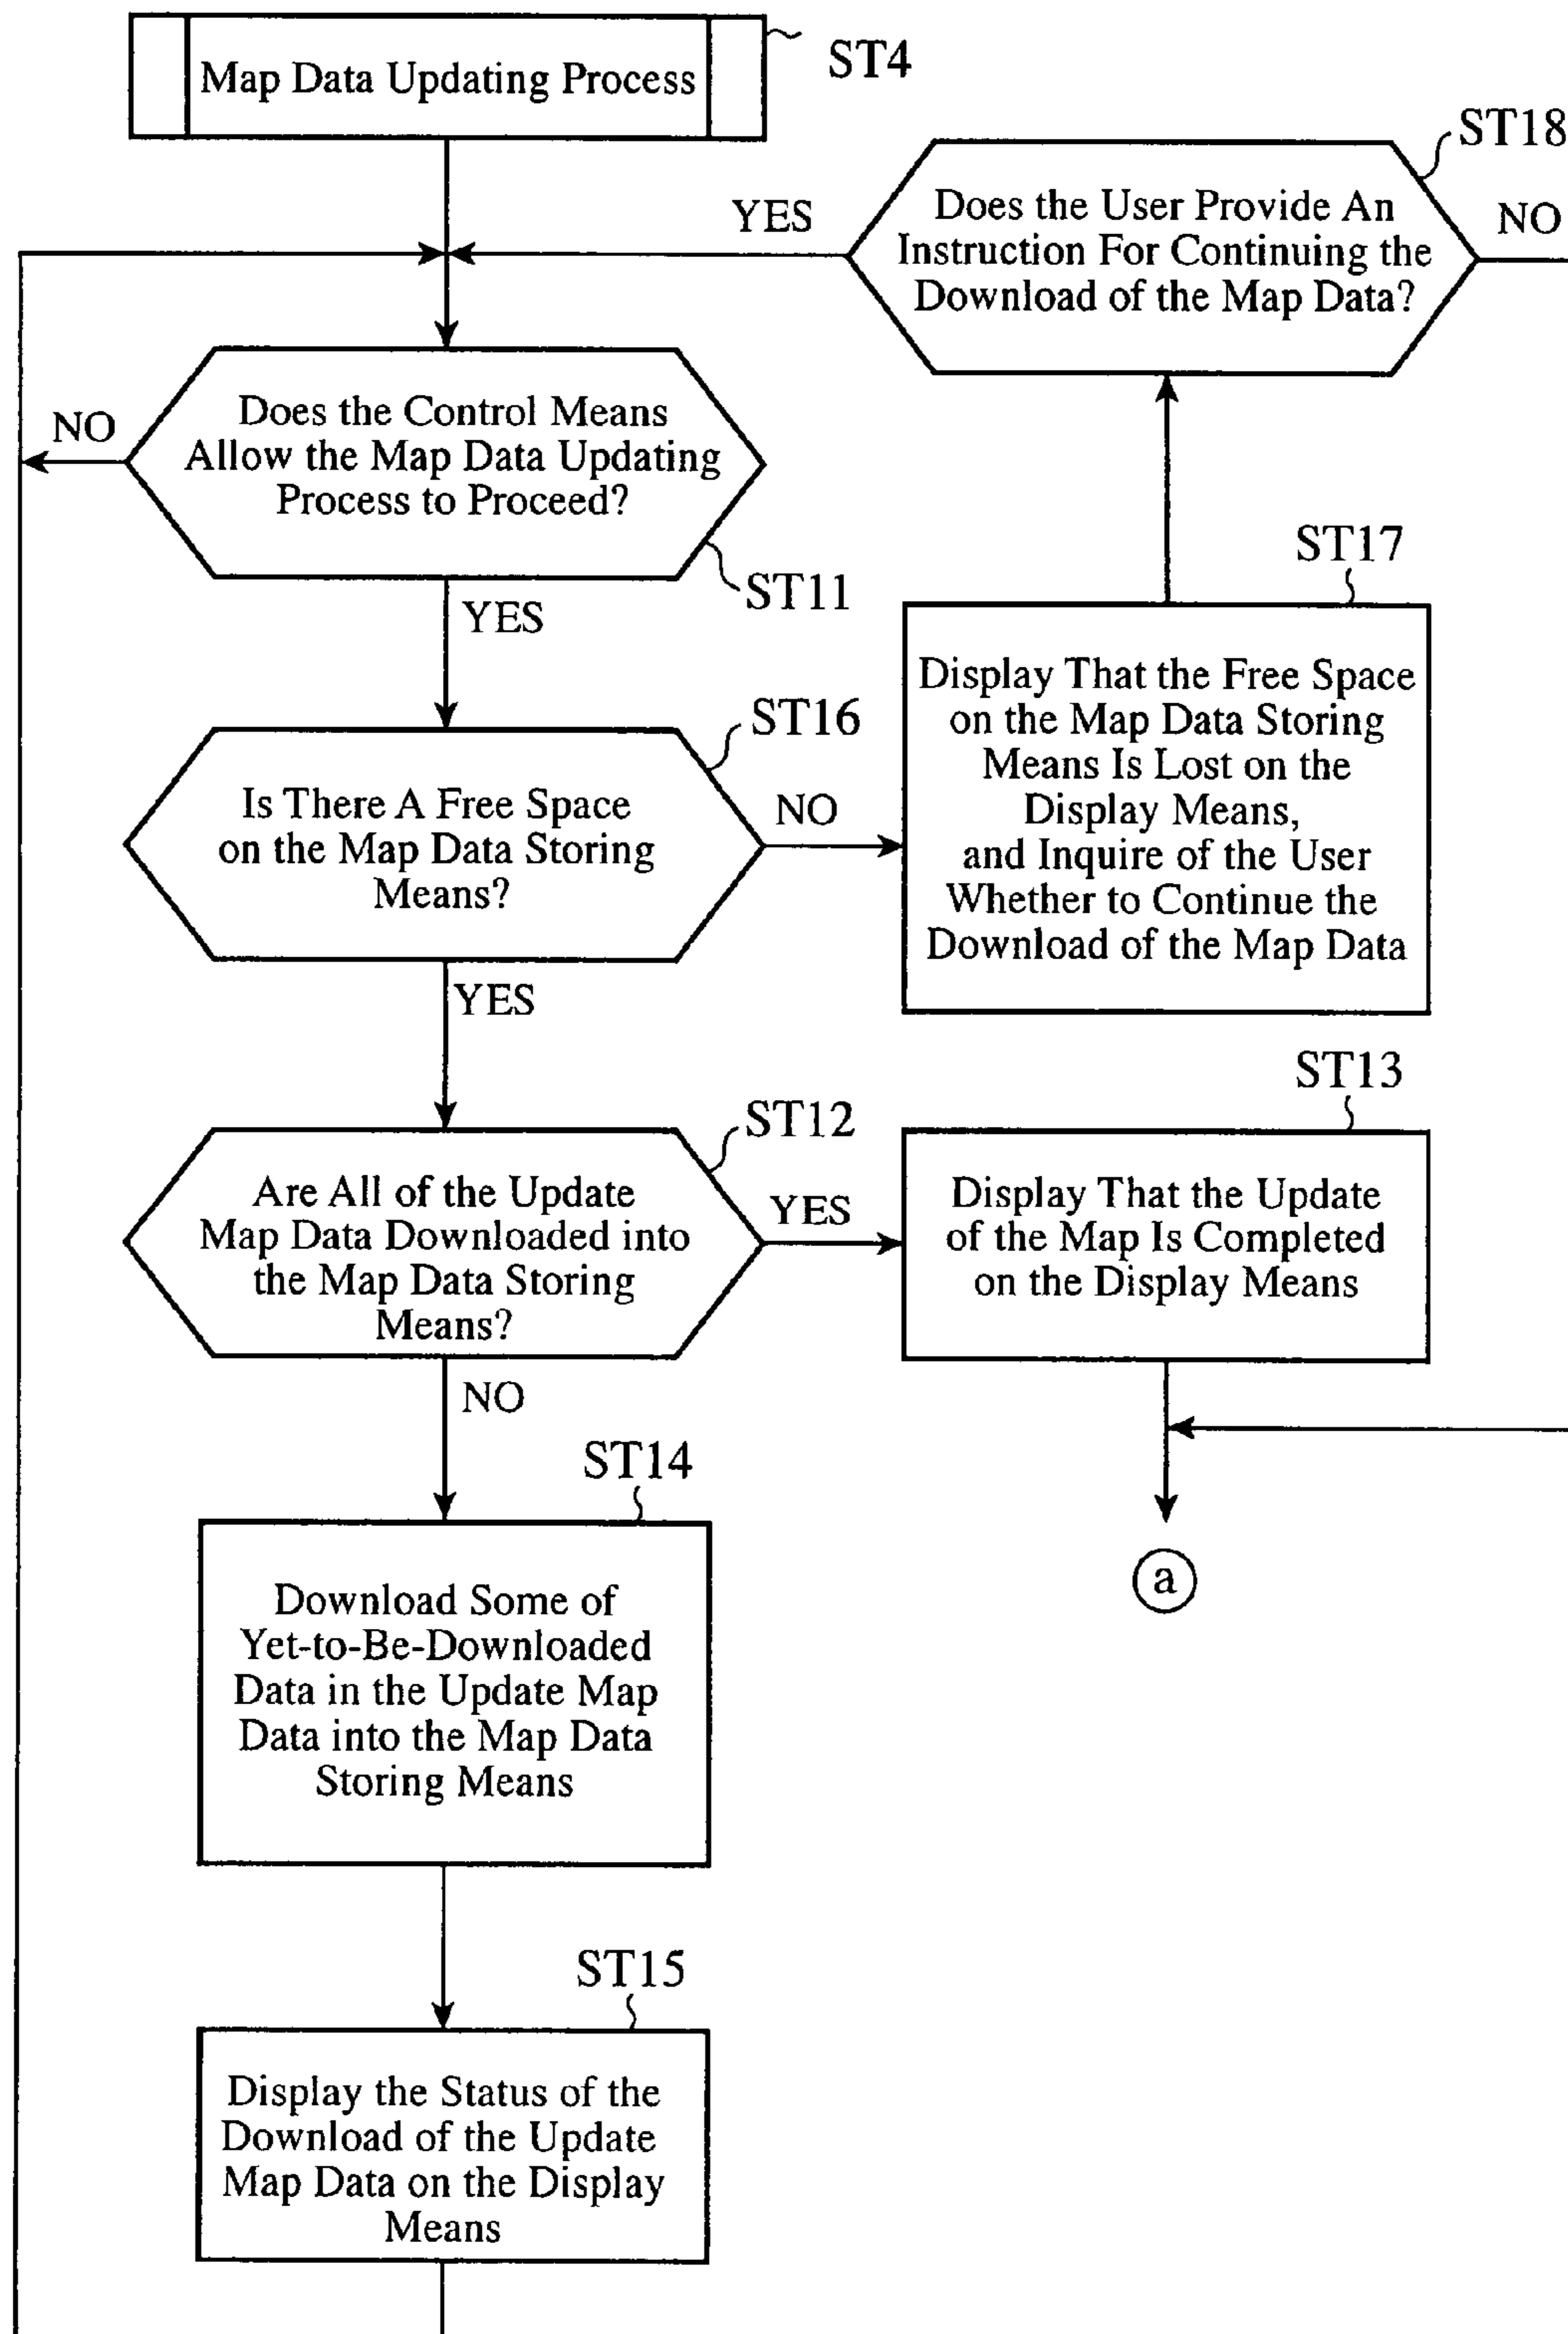 Map Data Updating Process
ST4
ST18
Does the User Provide An
Instruction For Continuing the
Download of the Map Data?
YES
NO
Does the Control Means
Allow the Map Data Updating
Process to Proceed?
NO
ST11
YES
ST17
Display That the Free Space
on the Map Data Storing
Means Is Lost on the
Display Means,
and Inquire of the User
Whether to Continue the
Download of the Map Data
ST16
Is There A Free Space
on the Map Data Storing
Means?
NO
YES
ST12
Are All of the Update
Map Data Downloaded into
the Map Data Storing
Means?
YES
ST13
Display That the Update
of the Map Is Completed
on the Display Means
NO
a
ST14
Download Some of
Yet-to-Be-Downloaded
Data in the Update Map
Data into the Map Data
Storing Means
ST15
Display the Status of the
Download of the Update
Map Data on the Display
Means